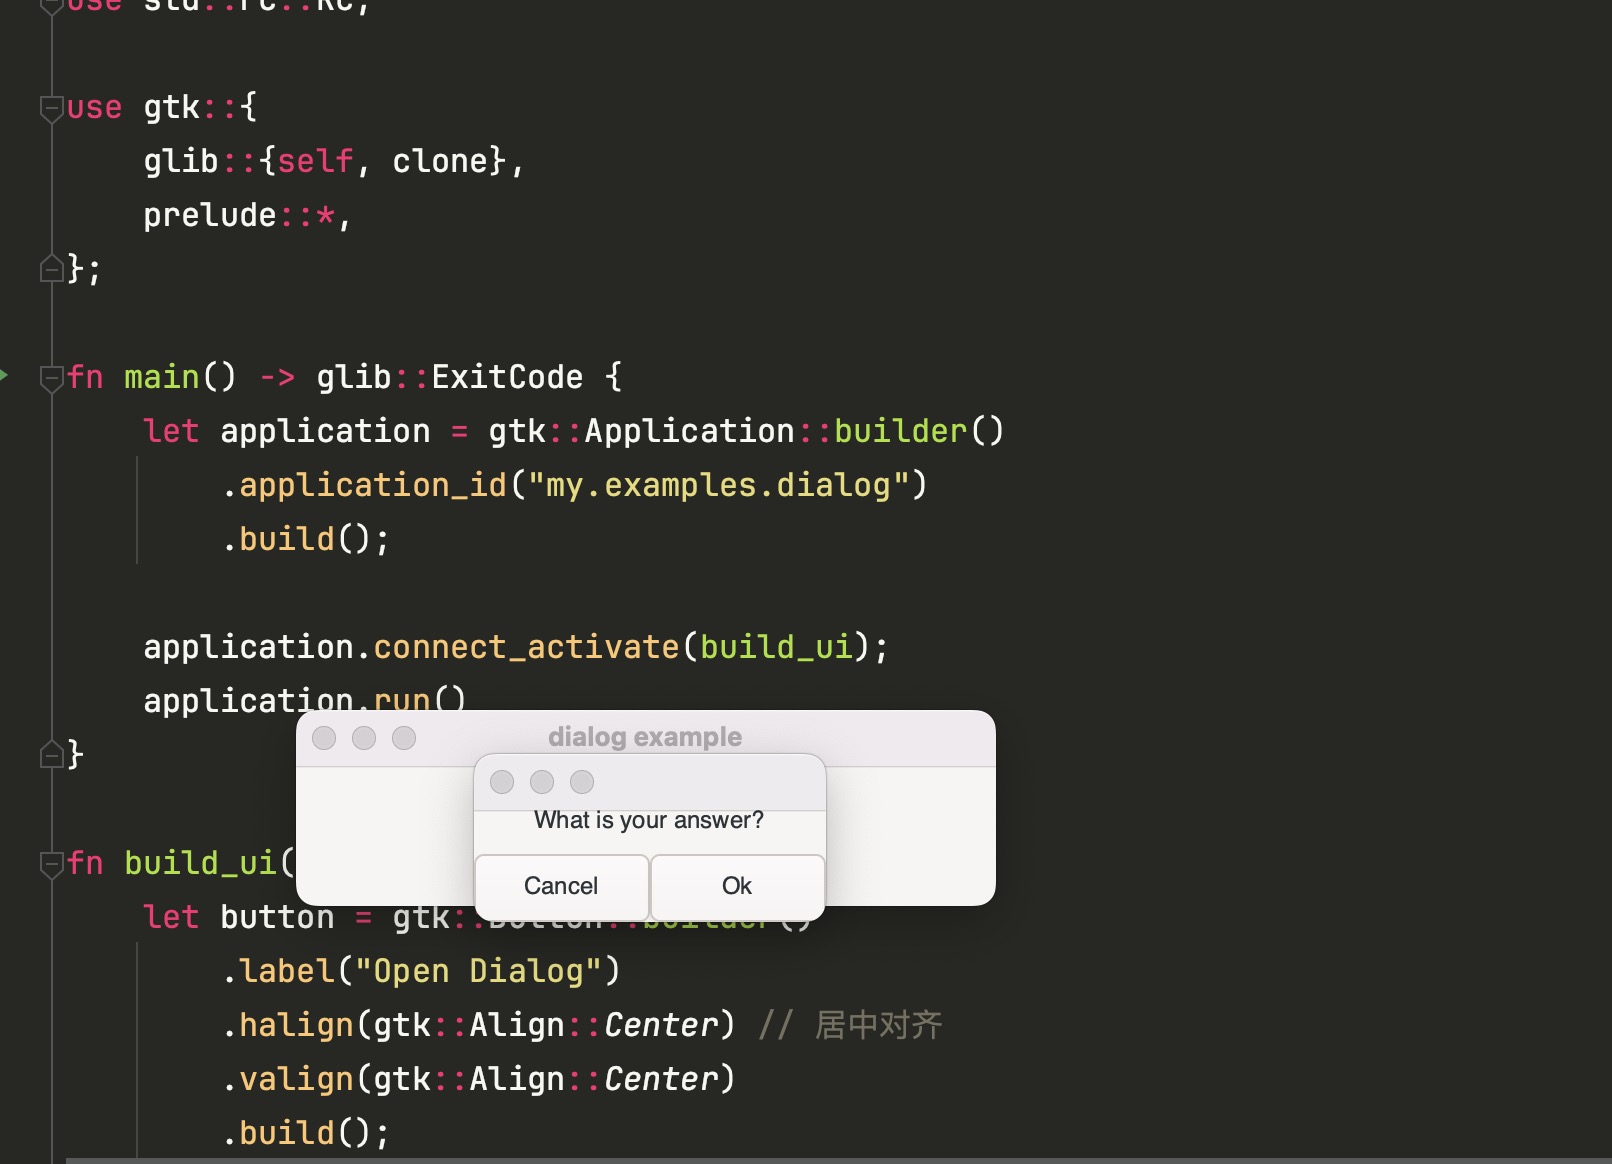 use std::rc::Rc;
use gtk::{
glib::{self, clone},
prelude::*,
};
fn main() -> glib::ExitCode {
let application = gtk::Application::builder()
.application_id("my.examples.dialog")
.build();
application.connect_activate(build_ui);
application.run()
}
dialog example
What is your answer?
Cancel
Ok
fn build_ui(
let button = gtk::Button::builder()
.label("Open Dialog")
.halign(gtk::Align::Center) // 居中对齐
.valign(gtk::Align::Center)
.build();